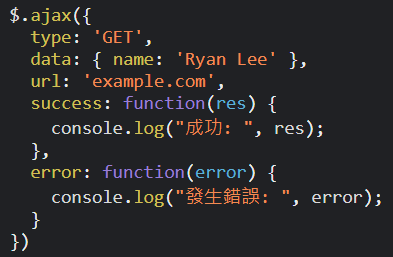 $.ajax({
  type: 'GET',
  data: { name: 'Ryan Lee' },
  url: 'example.com',
  success: function(res) {
    console.log("成功: ", res);
  },
  error: function(error) {
    console.log("發生錯誤: ", error);
  }
})